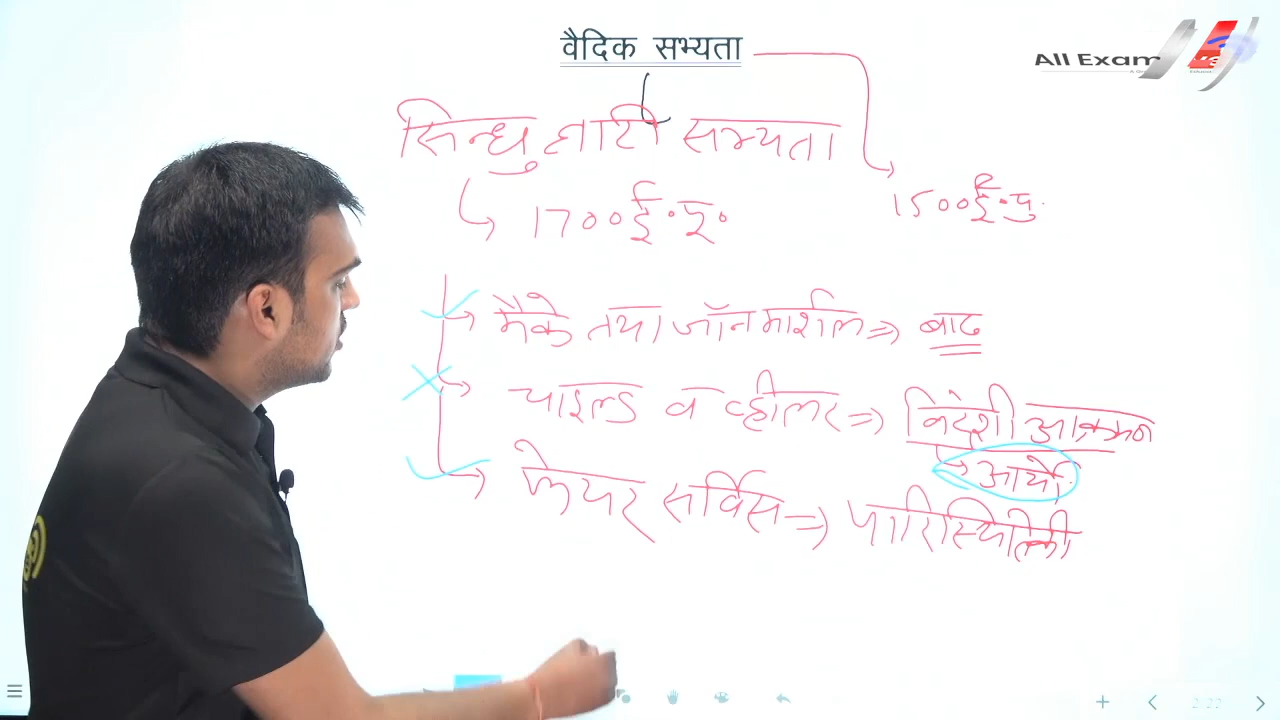 वैदिक सभ्यता
All Exam
सिन्धु घाटी सभ्यता
1700 ई॰पू॰
1500 ई॰पु.
मैके तथा जॉन मार्शल ⇒ बाढ
चाइल्ड व व्हीलर ⇒ विदेशी आक्रमण
→ आर्यो
फेयर सर्विस ⇒ पारिस्थितिकी